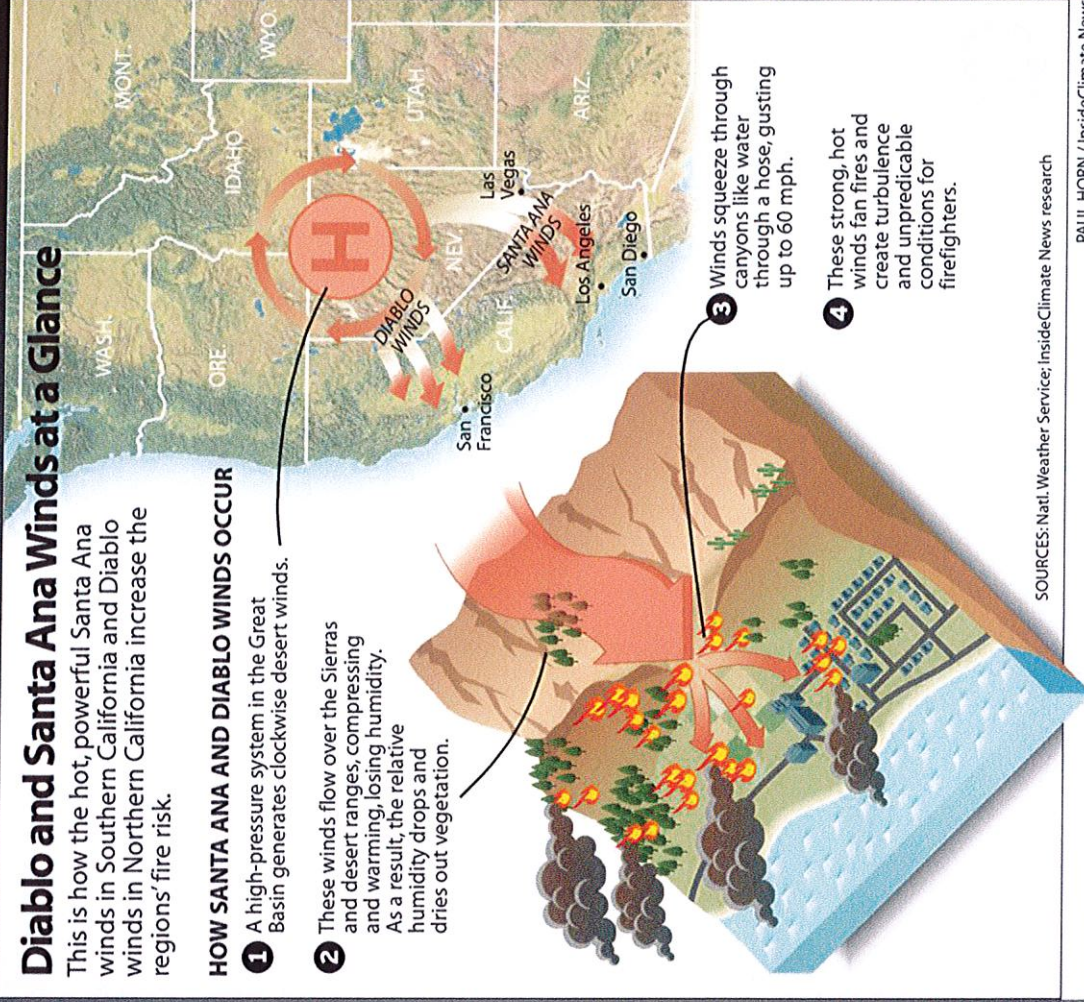 Diablo and Santa Ana Winds at a Glance
This is how the hot, powerful Santa Ana
winds in Southern California and Diablo
winds in Northern California increase the
regions' fire risk.
HOW SANTA ANA AND DIABLO WINDS OCCUR
1 A high-pressure system in the Great
Basin generates clockwise desert winds.
2 These winds flow over the Sierras
and desert ranges, compressing
and warming, losing humidity.
As a result, the relative
humidity drops and
dries out vegetation.
WASH.
MONT.
ORE
IDAHO
WYO.
H
NEV.
UTAH
DIABLO
WINDS
CALIF.
SANTA ANA
WINDS
Las
Vegas
ARIZ.
San
Francisco
Los Angeles
San Diego
3 Winds squeeze through
canyons like water
through a hose, gusting
up to 60 mph.
4 These strong, hot
winds fan fires and
create turbulence
and unpredicable
conditions for
firefighters.
SOURCES: Natl. Weather Service; InsideClimate News research
PAUL HORN / InsideClimate News